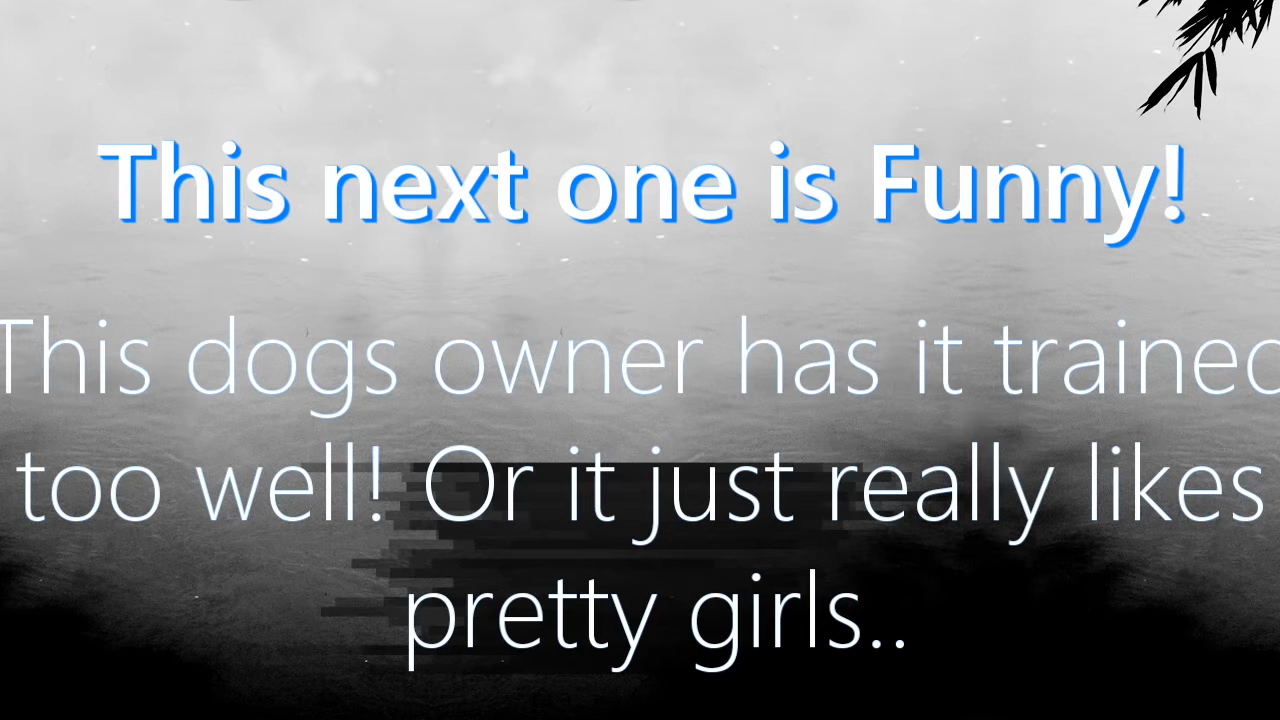 This next one is Funny!
This dogs owner has it trained
too well! Or it just really likes
pretty girls..